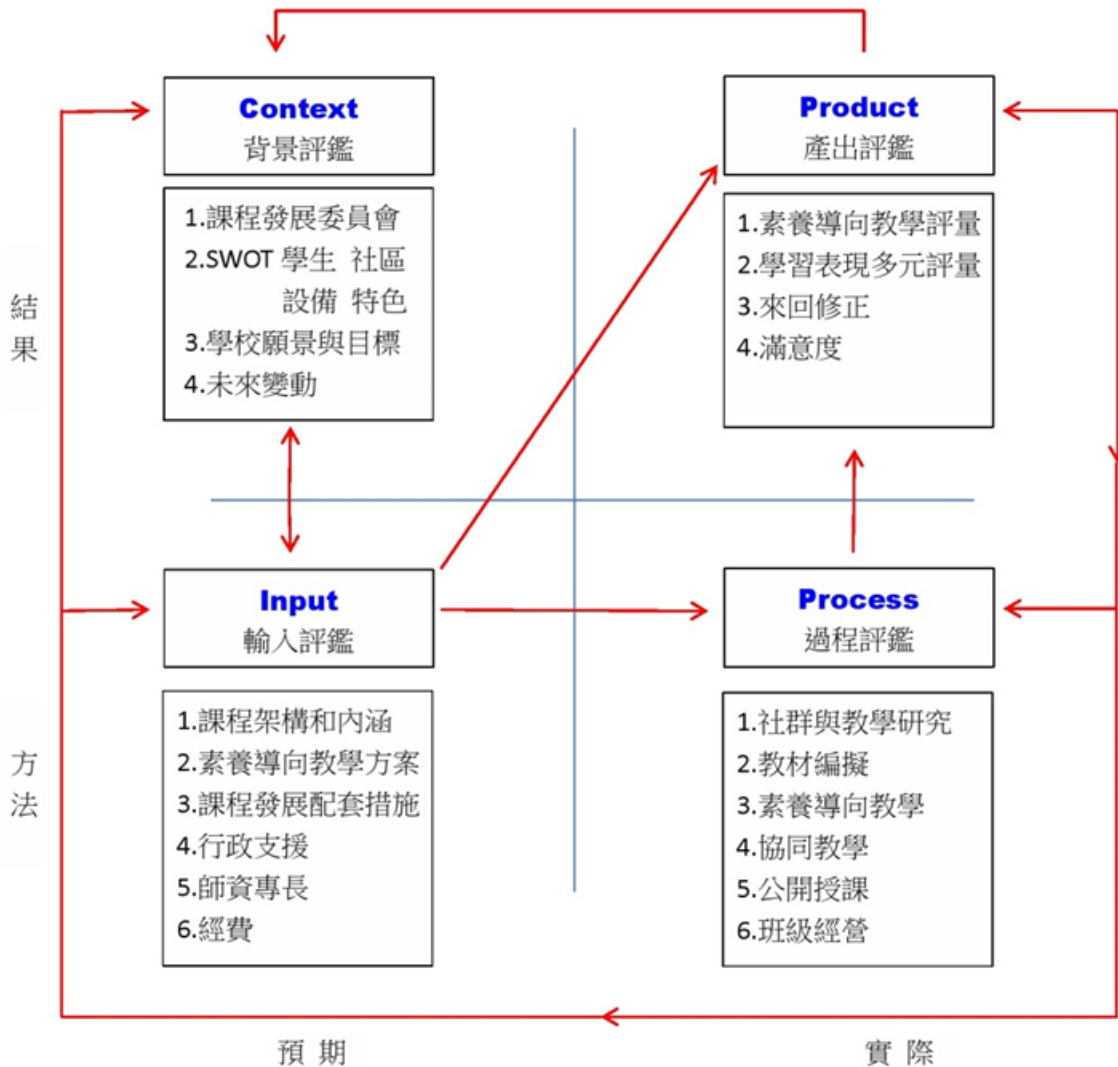 Context
背景評鑑
1.課程發展委員會
2.SWOT 學生 社區
設備 特色
3.學校願景與目標
4.未來變動
Product
產出評鑑
1.素養導向教學評量
2.學習表現多元評量
3.來回修正
4.滿意度
結
果
Input
輸入評鑑
1.課程架構和內涵
2.素養導向教學方案
3.課程發展配套措施
4.行政支援
5.師資專長
6.經費
Process
過程評鑑
1.社群與教學研究
2.教材編擬
3.素養導向教學
4.協同教學
5.公開授課
6.班級經營
方
法
預 期
實 際